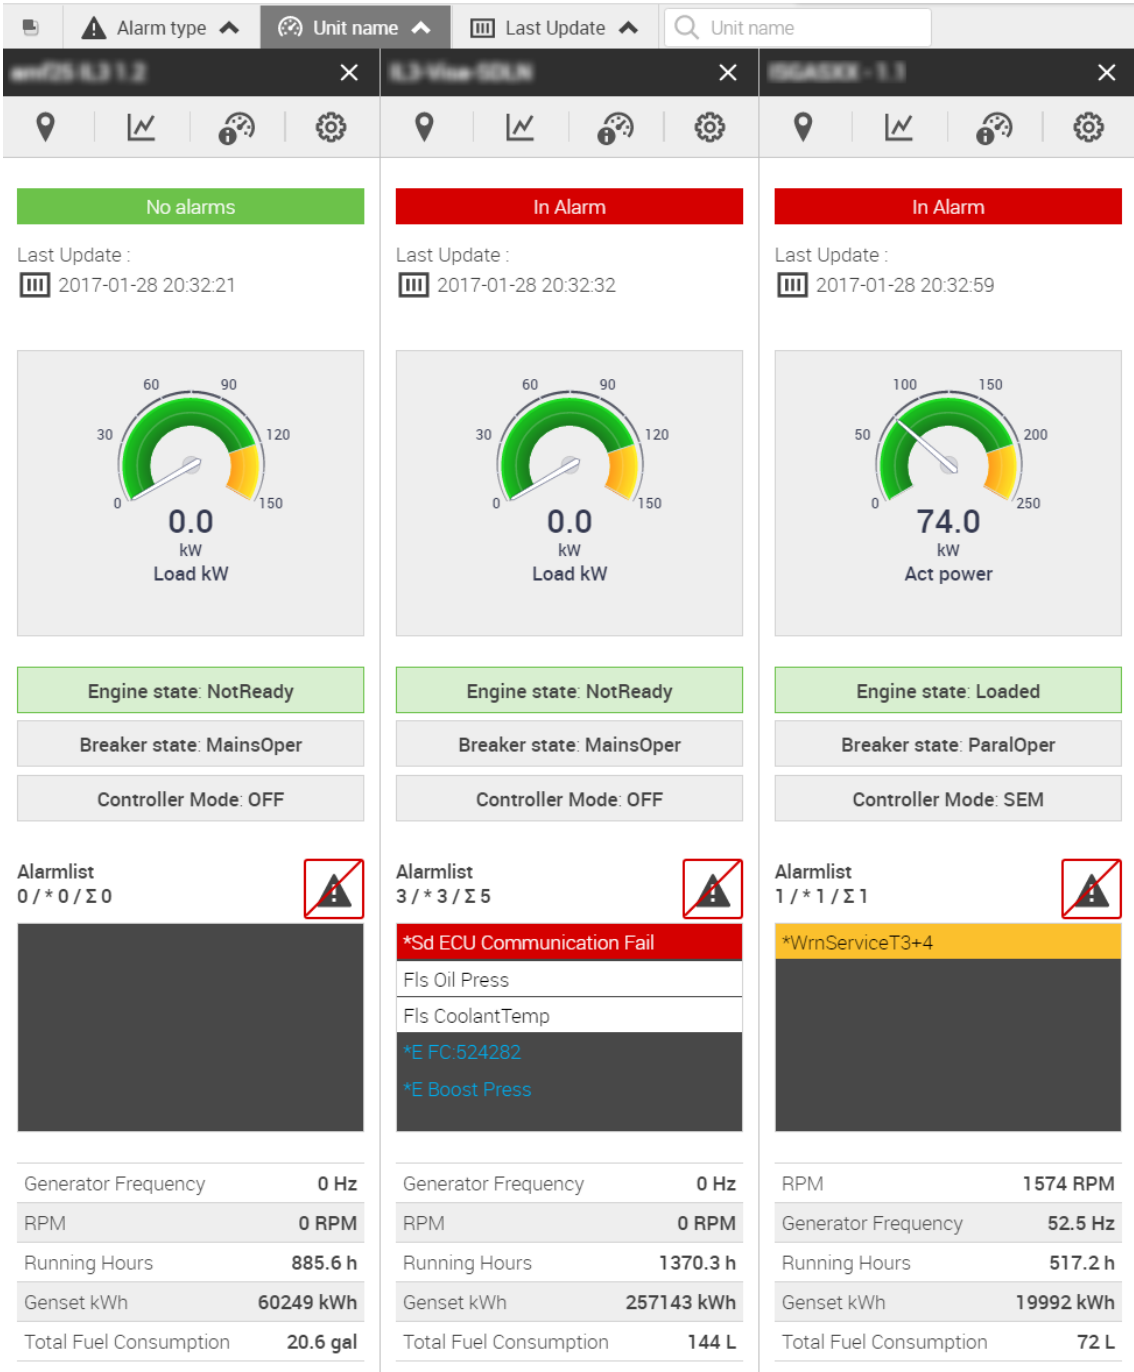 Alarm type
Unit name
Last Update
Unit name
No alarms
Last Update :
2017-01-28 20:32:21
0
30
60
90
120
150
0.0
kW
Load kW
Engine state: NotReady
Breaker state: MainsOper
Controller Mode: OFF
Alarmlist
0 / * 0 / Σ 0
Generator Frequency 0 Hz
RPM 0 RPM
Running Hours 885.6 h
Genset kWh 60249 kWh
Total Fuel Consumption 20.6 gal
In Alarm
Last Update :
2017-01-28 20:32:32
0
30
60
90
120
150
0.0
kW
Load kW
Engine state: NotReady
Breaker state: MainsOper
Controller Mode: OFF
Alarmlist
3 / * 3 / Σ 5
*Sd ECU Communication Fail
Fls Oil Press
Fls CoolantTemp
*E FC:524282
*E Boost Press
Generator Frequency 0 Hz
RPM 0 RPM
Running Hours 1370.3 h
Genset kWh 257143 kWh
Total Fuel Consumption 144 L
In Alarm
Last Update :
2017-01-28 20:32:59
0
50
100
150
200
250
74.0
kW
Act power
Engine state: Loaded
Breaker state: ParalOper
Controller Mode: SEM
Alarmlist
1 / * 1 / Σ 1
*WrnServiceT3+4
RPM 1574 RPM
Generator Frequency 52.5 Hz
Running Hours 517.2 h
Genset kWh 19992 kWh
Total Fuel Consumption 72 L